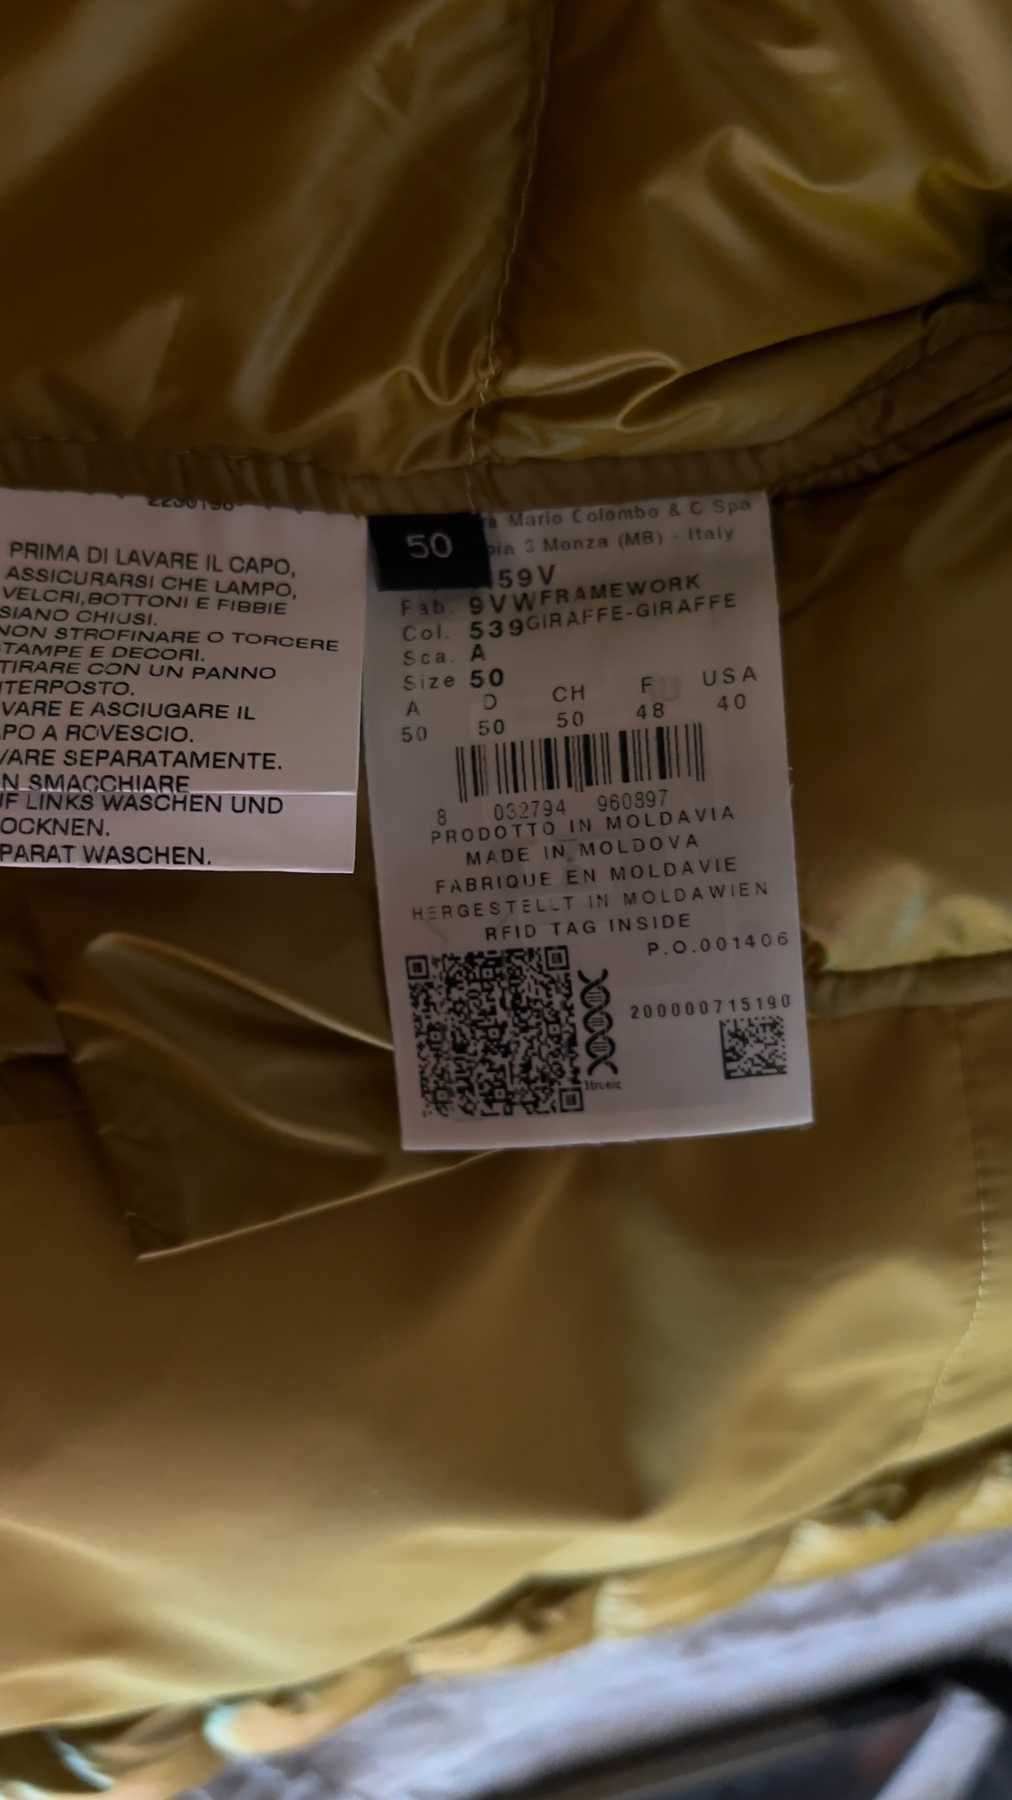 PRIMA DI LAVARE IL CAPO,
ASSICURARSI CHE LAMPO,
VELCRI,BOTTONI E FIBBIE
SIANO CHIUSI.
NON STROFINARE O TORCERE
STAMPE E DECORI.
TIRARE CON UN PANNO
TERPOSTO.
VARE E ASCIUGARE IL
PO A ROVESCIO.
VARE SEPARATAMENTE.
N SMACCHIARE
F LINKS WASCHEN UND
OCKNEN.
PARAT WASCHEN.
50
Mario Colombo & C Spa
3 Monza (MB) - Italy
59V
Fab. 9VWFRAMEWORK
Col. 539GIRAFFE-GIRAFFE
Sca. A
Size 50
A D CH F USA
50 50 50 48 40
8 032794 960897
PRODOTTO IN MOLDAVIA
MADE IN MOLDOVA
FABRIQUE EN MOLDAVIE
HERGESTELLT IN MOLDAWIEN
RFID TAG INSIDE
P.O.001406
200000715190